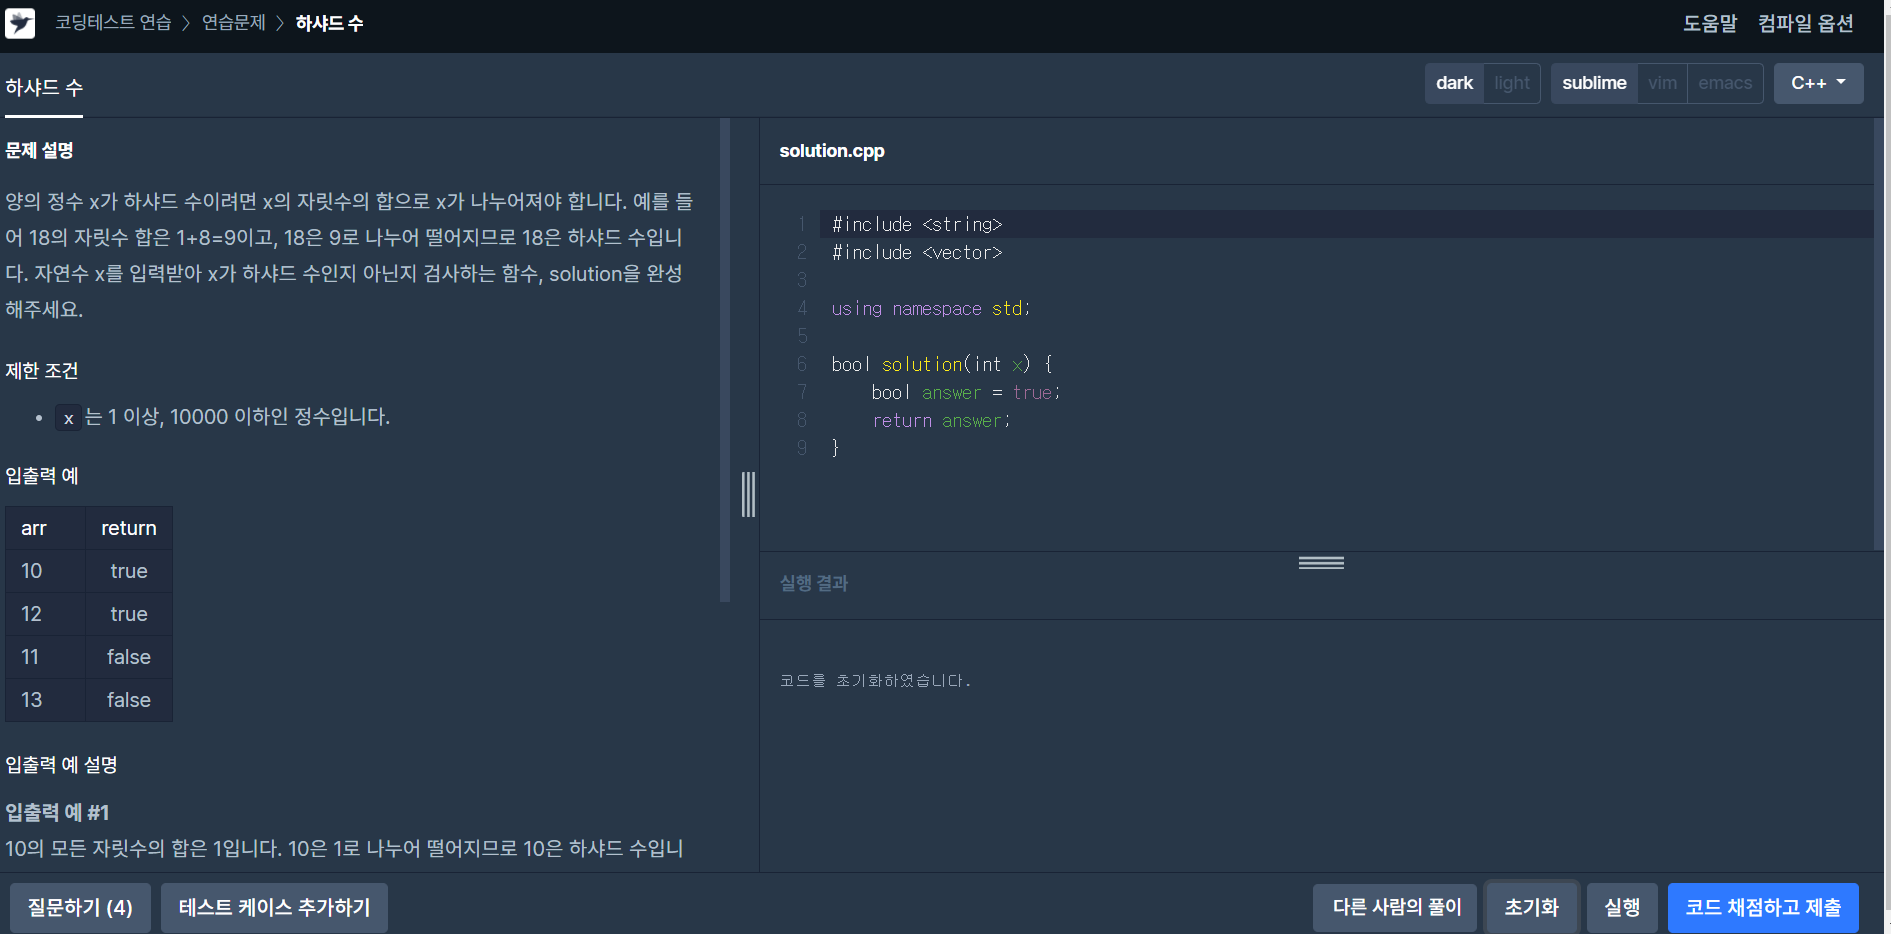 코딩테스트 연습 > 연습문제 > 하샤드 수
도움말 컴파일 옵션
하샤드 수
dark light sublime vim emacs C++
문제 설명
양의 정수 x가 하샤드 수이려면 x의 자릿수의 합으로 x가 나누어져야 합니다. 예를 들
어 18의 자릿수 합은 1+8=9이고, 18은 9로 나누어 떨어지므로 18은 하샤드 수입니
다. 자연수 x를 입력받아 x가 하샤드 수인지 아닌지 검사하는 함수, solution을 완성
해주세요.
제한 조건
• x 는 1 이상, 10000 이하인 정수입니다.
입출력 예
arr return
10 true
12 true
11 false
13 false
입출력 예 설명
입출력 예 #1
10의 모든 자릿수의 합은 1입니다. 10은 1로 나누어 떨어지므로 10은 하샤드 수입니
solution.cpp
1 #include <string>
2 #include <vector>
3
4 using namespace std;
5
6 bool solution(int x) {
7     bool answer = true;
8     return answer;
9 }
실행 결과
코드를 초기화하였습니다.
질문하기 (4) 테스트 케이스 추가하기
다른 사람의 풀이 초기화 실행 코드 채점하고 제출